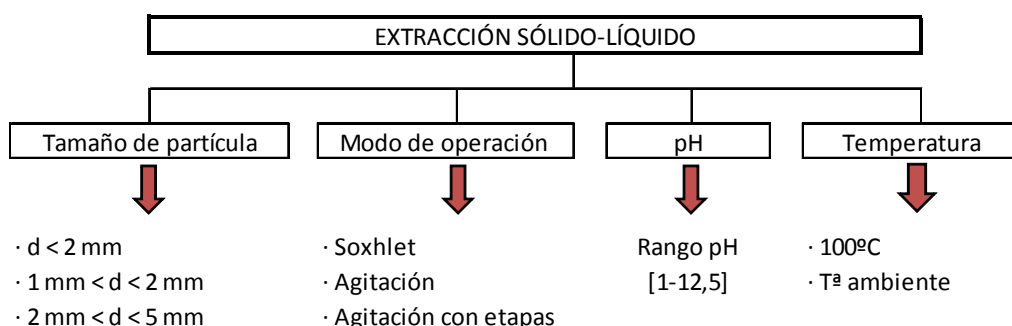 EXTRACCIÓN SÓLIDO-LÍQUIDO
Tamaño de partícula
Modo de operación
pH
Temperatura
· d < 2 mm
· 1 mm < d < 2 mm
· 2 mm < d < 5 mm
· Soxhlet
· Agitación
· Agitación con etapas
Rango pH
[1-12,5]
· 100ºC
· Tª ambiente